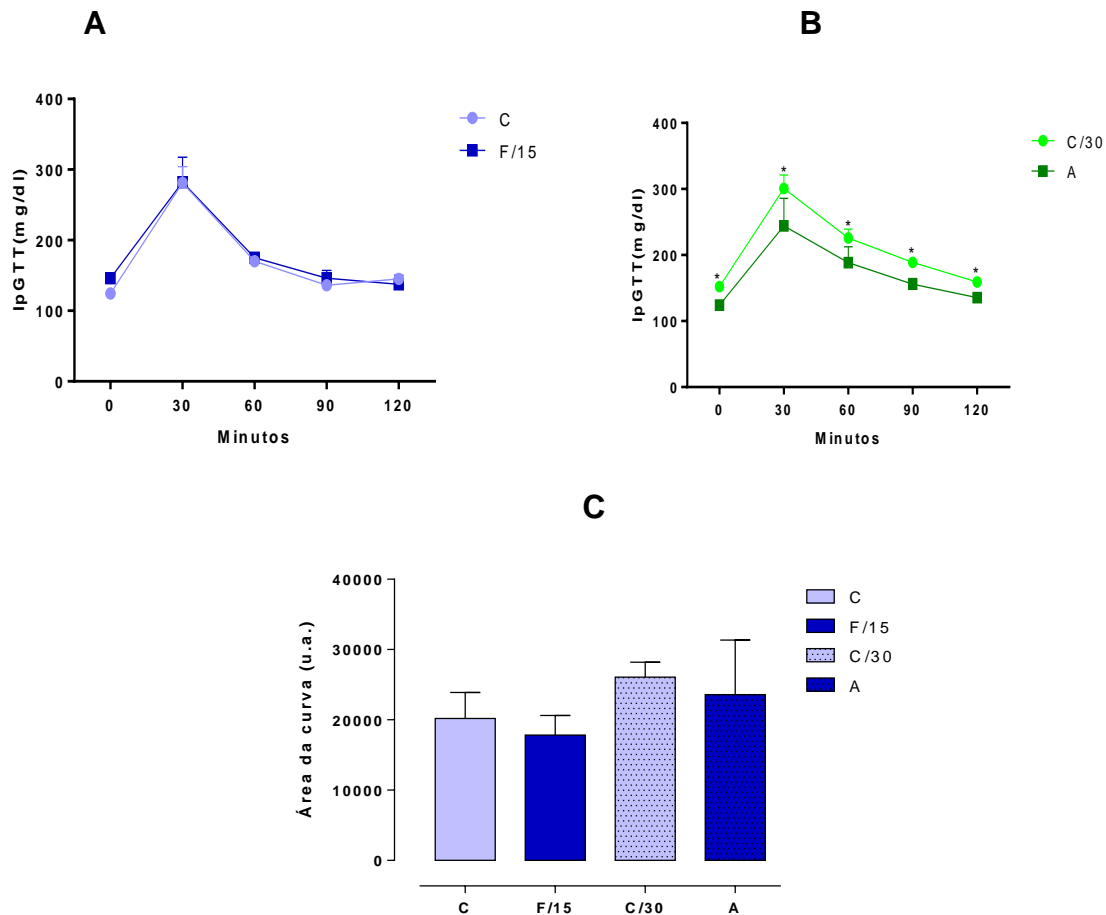 A
IpGTT(mg/dl)
400
300
200
100
0
0 30 60 90 120
Minutos
C
F/15
B
IpGTT(mg/dl)
400
300
200
100
0
* * * * *
0 30 60 90 120
Minutos
C/30
A
C
Área da curva (u.a.)
40000
30000
20000
10000
0
C F/15 C/30 A
C
F/15
C/30
A